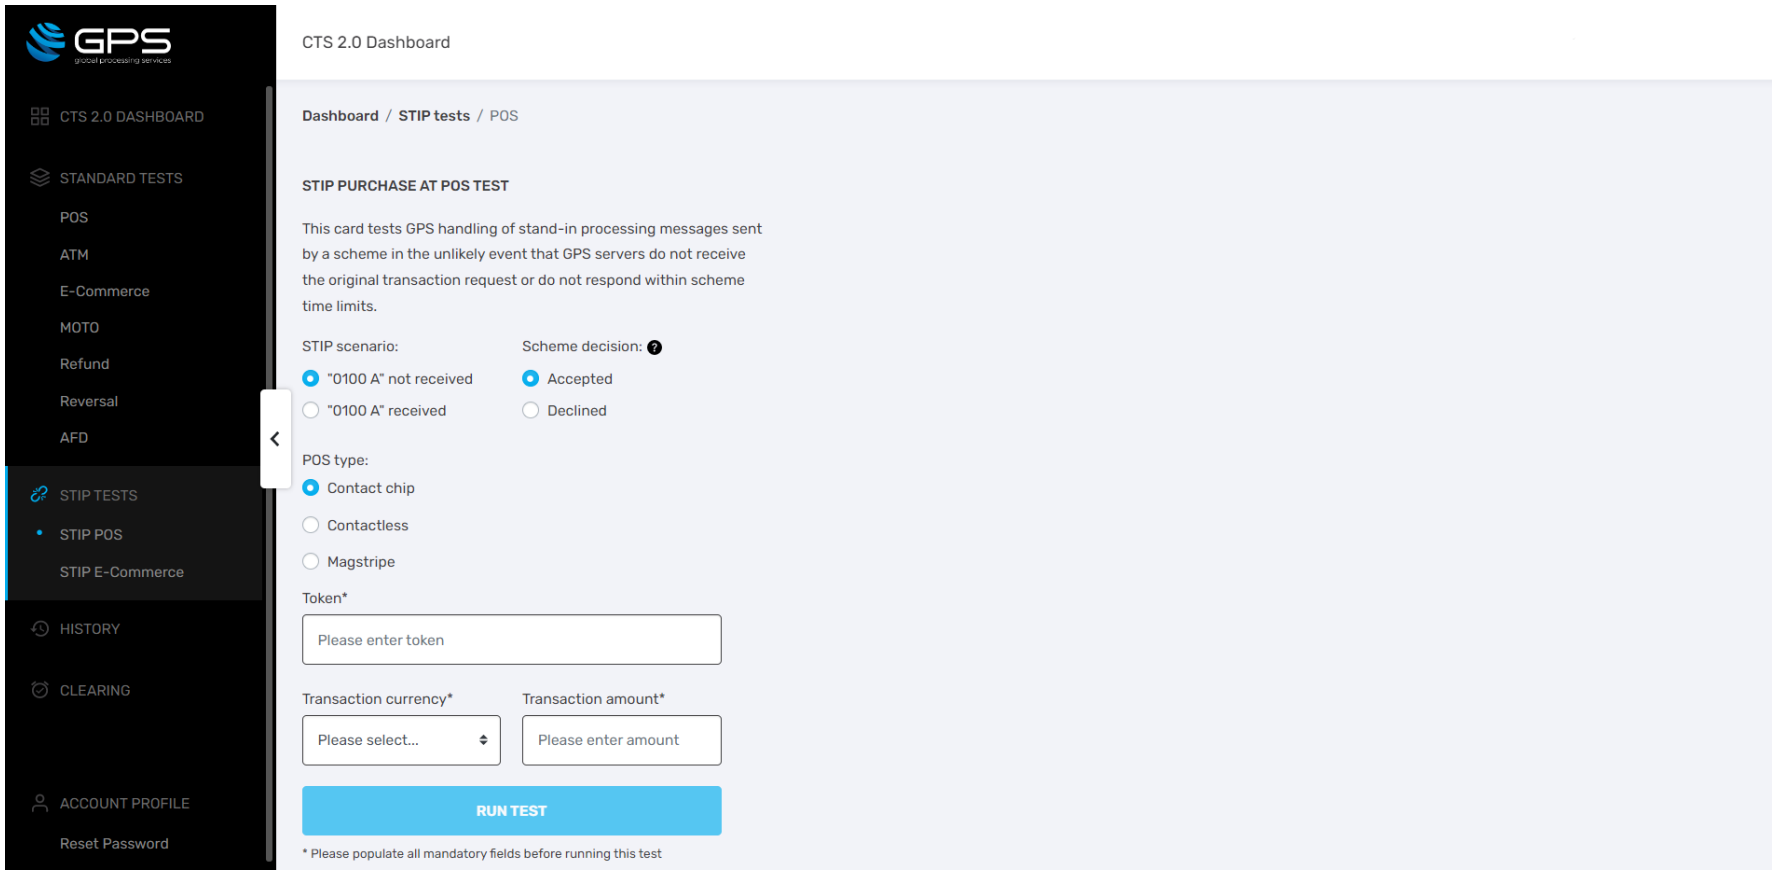 GPS
global processing services
CTS 2.0 DASHBOARD
STANDARD TESTS
POS
ATM
E-Commerce
MOTO
Refund
Reversal
AFD
STIP TESTS
STIP POS
STIP E-Commerce
HISTORY
CLEARING
ACCOUNT PROFILE
Reset Password
CTS 2.0 Dashboard
Dashboard / STIP tests / POS
STIP PURCHASE AT POS TEST
This card tests GPS handling of stand-in processing messages sent
by a scheme in the unlikely event that GPS servers do not receive
the original transaction request or do not respond within scheme
time limits.
STIP scenario: Scheme decision: ?
"0100 A" not received Accepted
"0100 A" received Declined
POS type:
Contact chip
Contactless
Magstripe
Token*
Please enter token
Transaction currency* Transaction amount*
Please select... Please enter amount
RUN TEST
* Please populate all mandatory fields before running this test